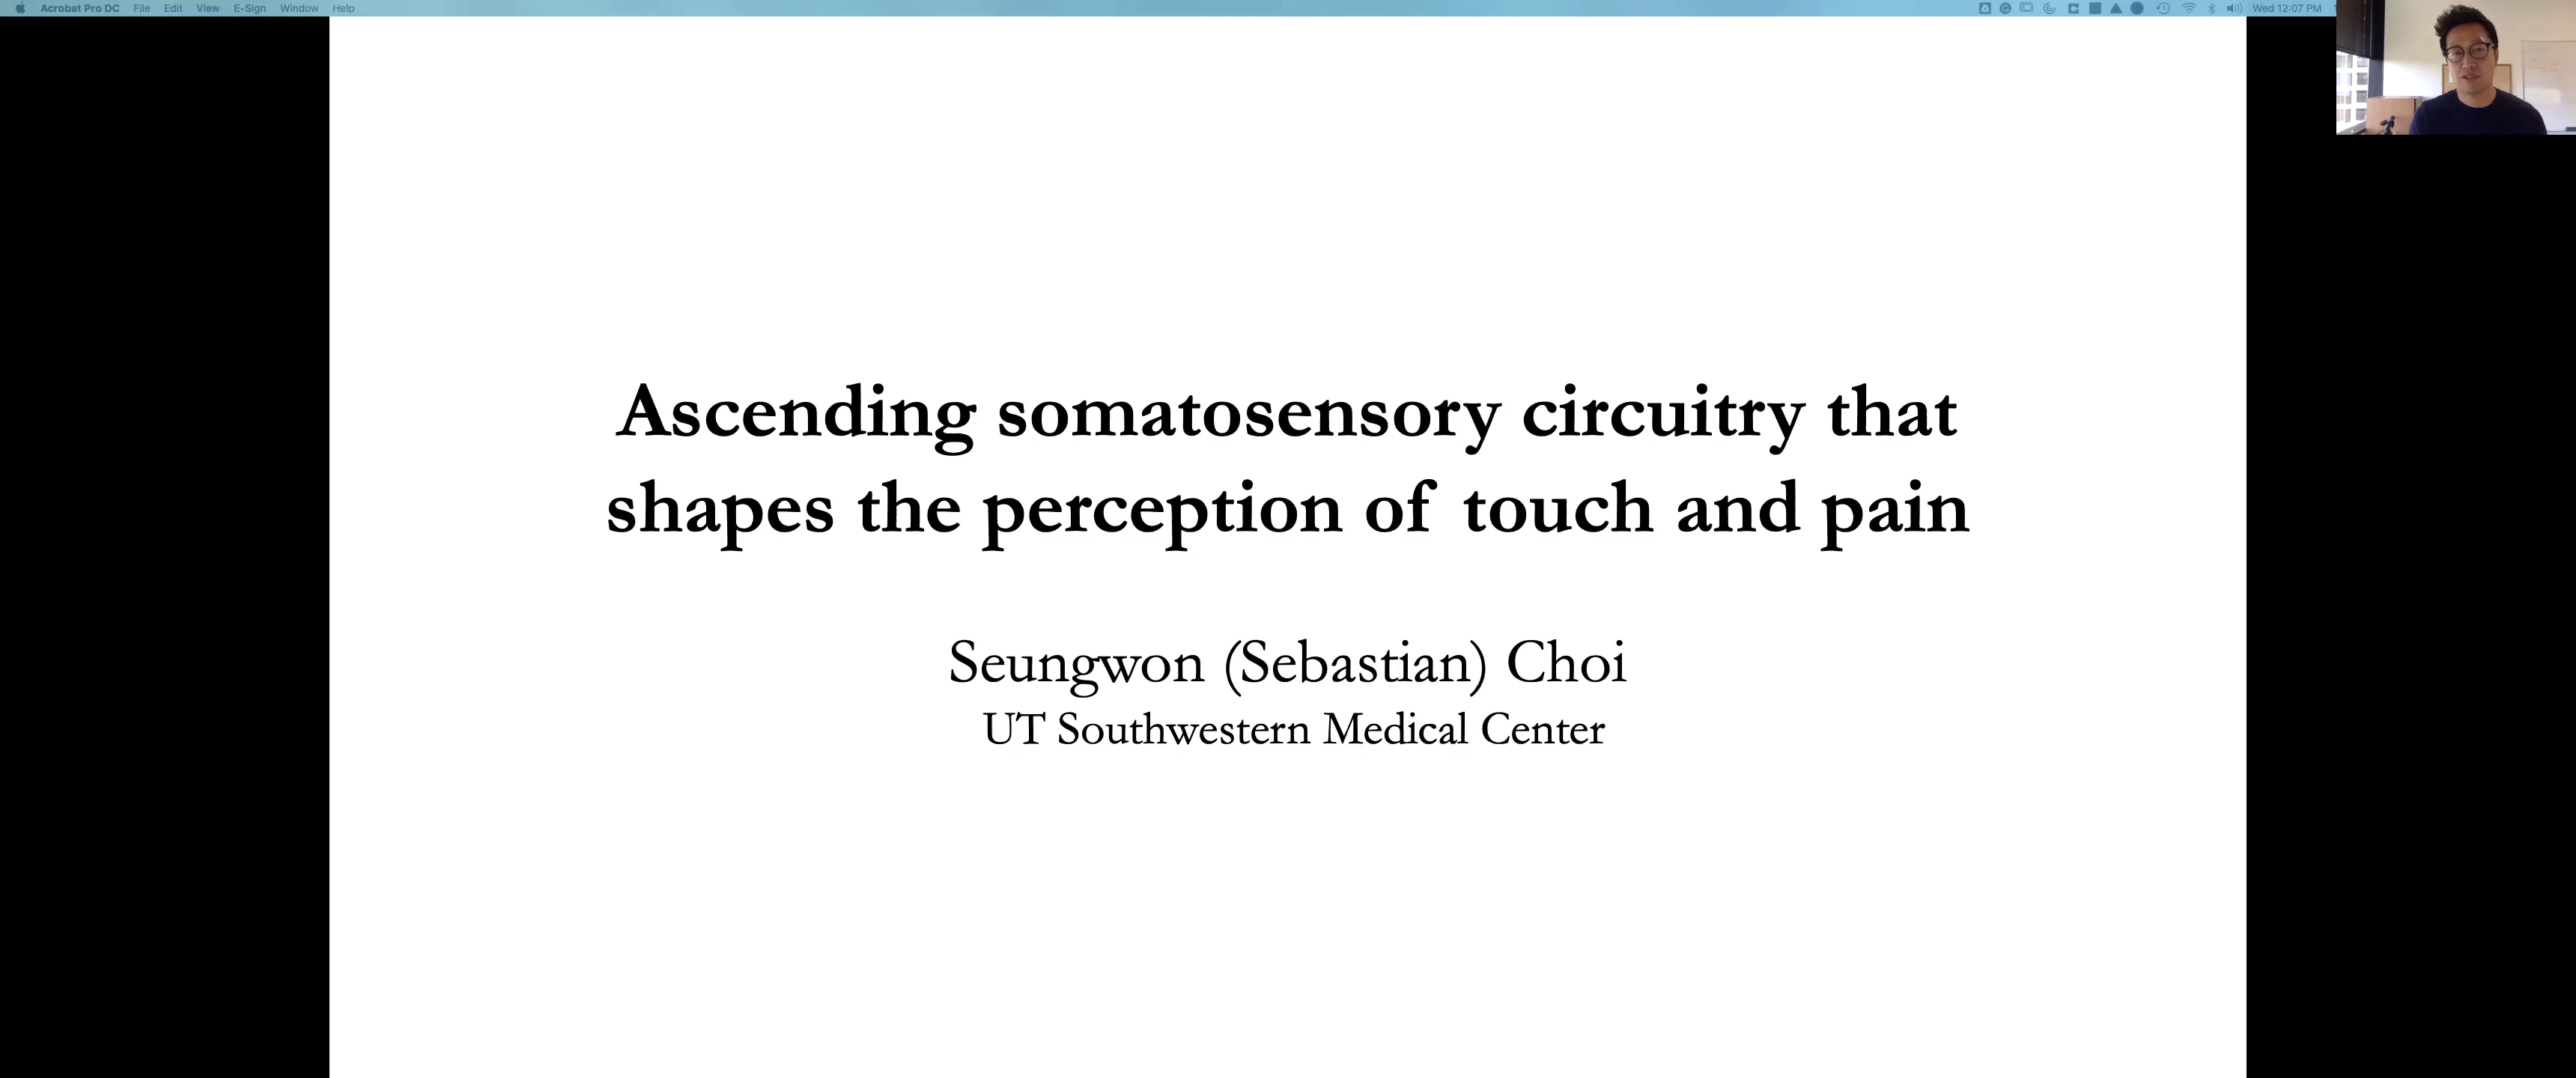 Acrobat Pro DC File Edit View E-Sign Window Help Wed 12:07 PM
Ascending somatosensory circuitry that
shapes the perception of touch and pain
Seungwon (Sebastian) Choi
UT Southwestern Medical Center